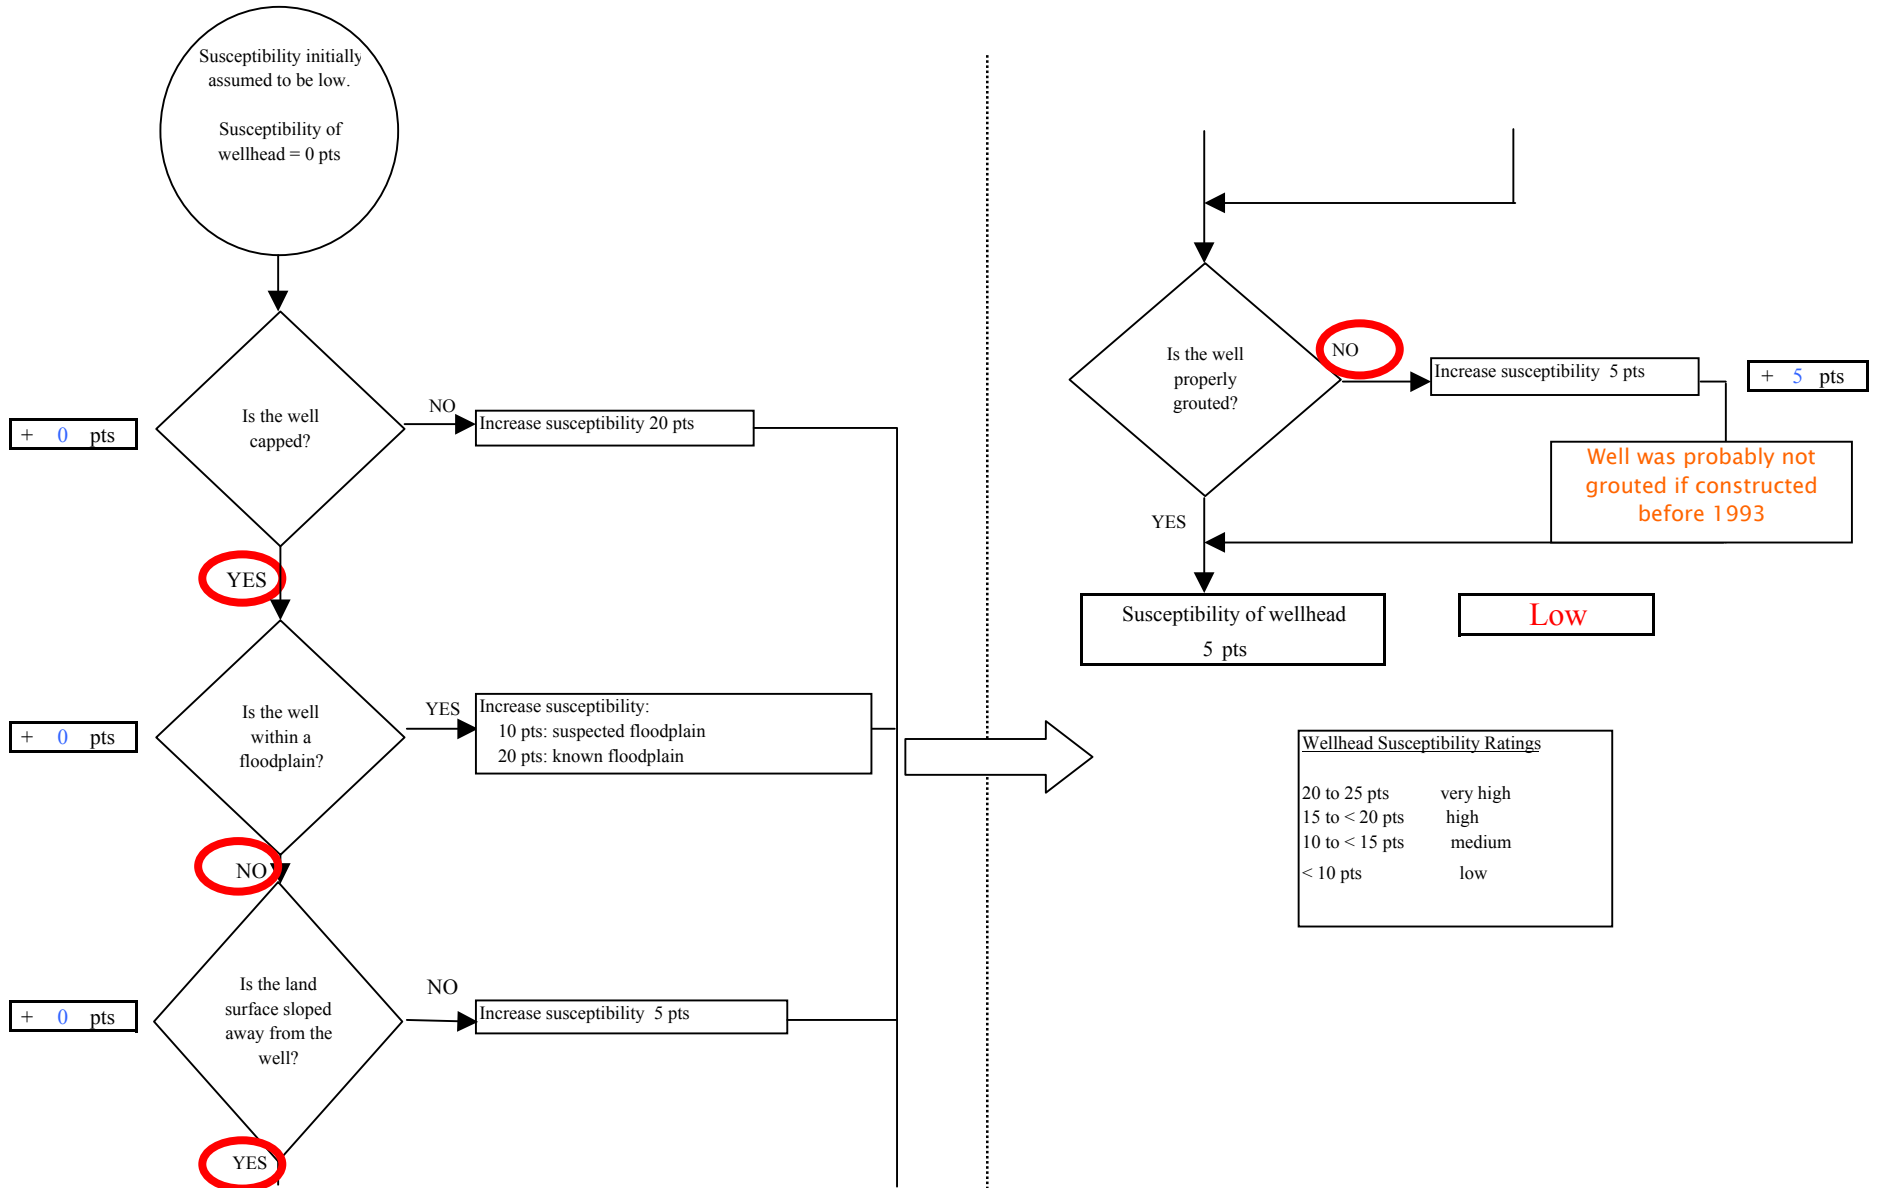 Susceptibility initially
assumed to be low.
Susceptibility of
wellhead = 0 pts
Is the well
capped?
NO
Increase susceptibility 20 pts
+ 0 pts
YES
Is the well
within a
floodplain?
YES
Increase susceptibility:
10 pts: suspected floodplain
20 pts: known floodplain
+ 0 pts
NO
Is the land
surface sloped
away from the
well?
NO
Increase susceptibility 5 pts
+ 0 pts
YES
Is the well
properly
grouted?
NO
Increase susceptibility 5 pts
+ 5 pts
Well was probably not
grouted if constructed
before 1993
YES
Susceptibility of wellhead
5 pts
Low
Wellhead Susceptibility Ratings
20 to 25 pts very high
15 to < 20 pts high
10 to < 15 pts medium
< 10 pts low